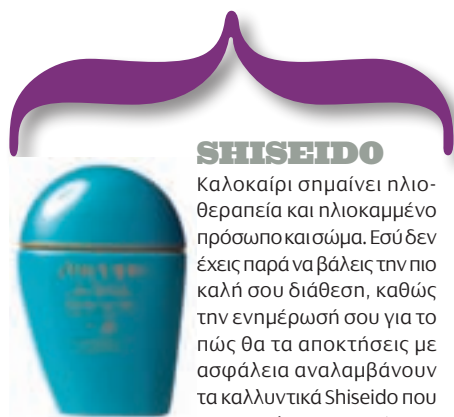 SHISEIDO
Καλοκαίρι σημαίνει ηλιο-
θεραπεία και ηλιοκαμμένο
πρόσωπο και σώμα. Εσύ δεν
έχεις παρά να βάλεις την πιο
καλή σου διάθεση, καθώς
την ενημέρωσή σου για το
πώς θα τα αποκτήσεις με
ασφάλεια αναλαμβάνουν
τα καλλυντικά Shiseido που